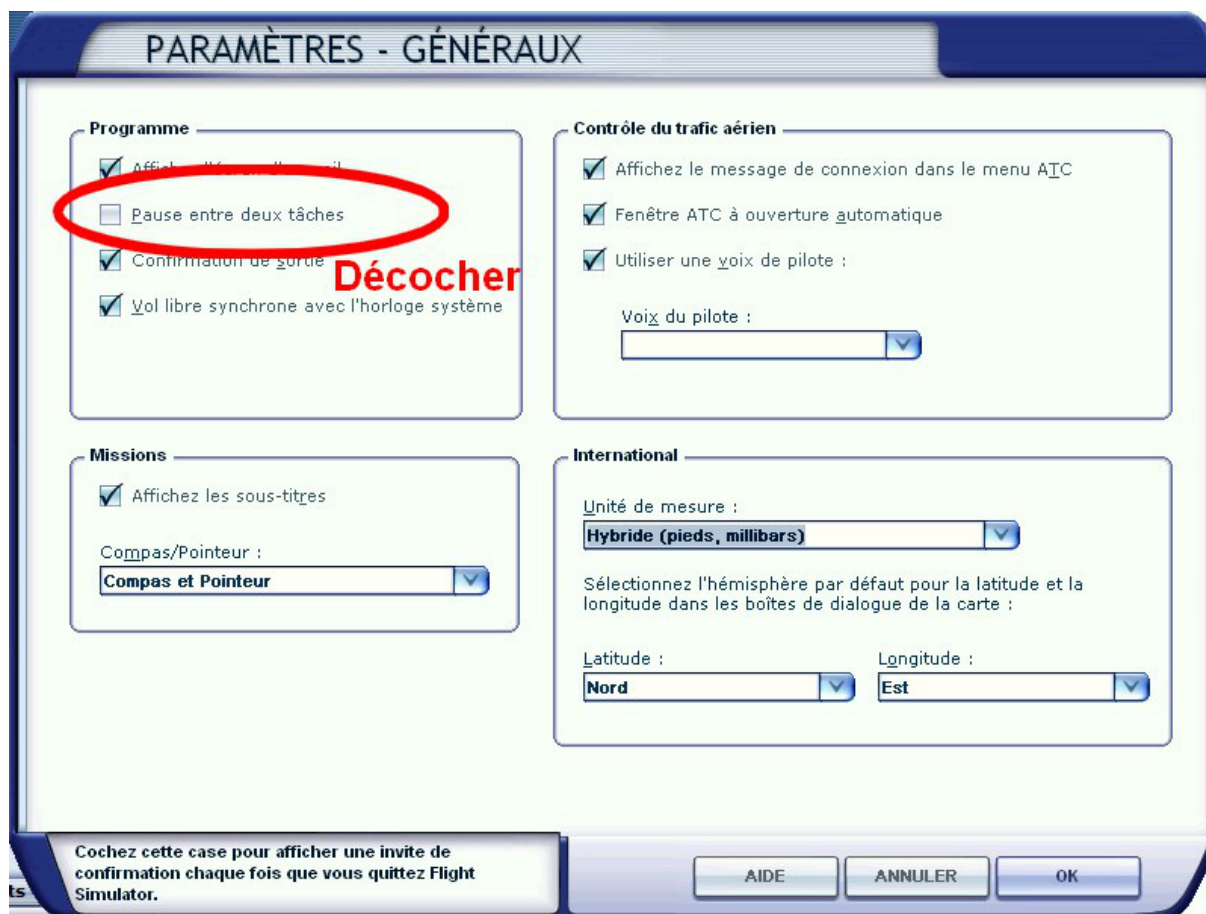 PARAMÈTRES - GÉNÉRAUX
Programme
Pause entre deux tâches
Confirmation de sortie
Décocher
Vol libre synchrone avec l'horloge système
Contrôle du trafic aérien
Affichez le message de connexion dans le menu ATC
Fenêtre ATC à ouverture automatique
Utiliser une voix de pilote :
Voix du pilote :
Missions
Affichez les sous-titres
Compas/Pointeur :
Compas et Pointeur
International
Unité de mesure :
Hybride (pieds, millibars)
Sélectionnez l'hémisphère par défaut pour la latitude et la
longitude dans les boîtes de dialogue de la carte :
Latitude : Longitude :
Nord Est
Cochez cette case pour afficher une invite de
confirmation chaque fois que vous quittez Flight
Simulator.
ts
AIDE ANNULER OK